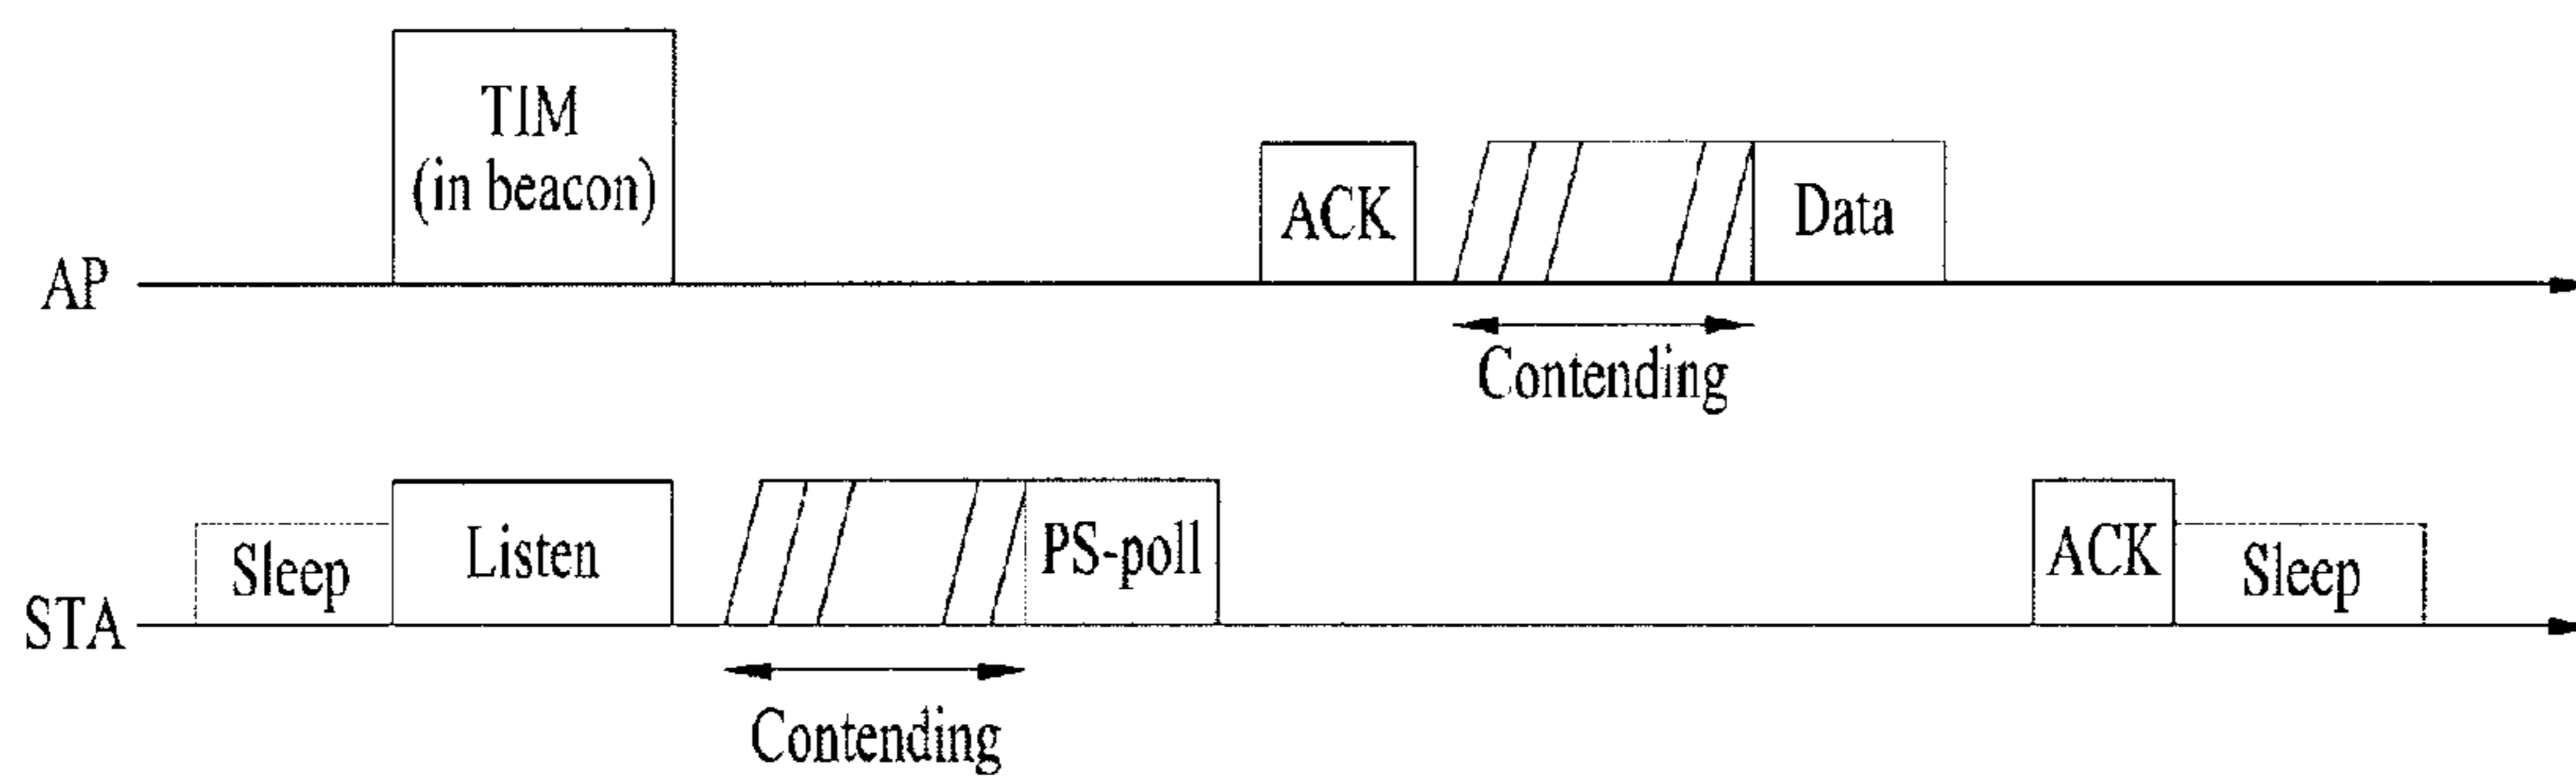 TIM
(in beacon)
AP
ACK
Data
Contending
STA
Sleep
Listen
PS-poll
ACK
Sleep
Contending